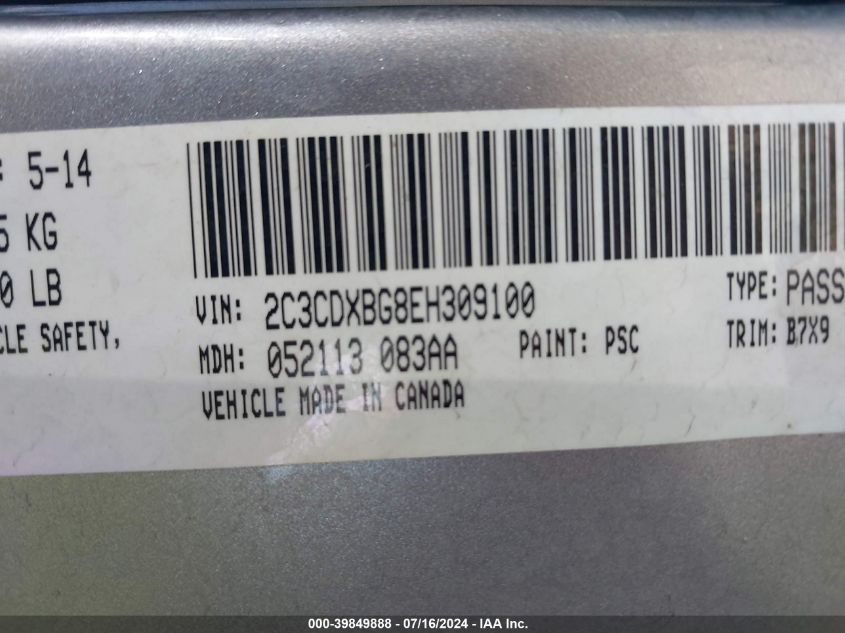 : 5-14
5 KG
0 LB
CLE SAFETY,
VIN: 2C3CDXBG8EH309100
TYPE: PASS
MDH: 052113 083AA
PAINT: PSC
TRIM: B7X9
VEHICLE MADE IN CANADA
000-39849888 - 07/16/2024 - IAA Inc.